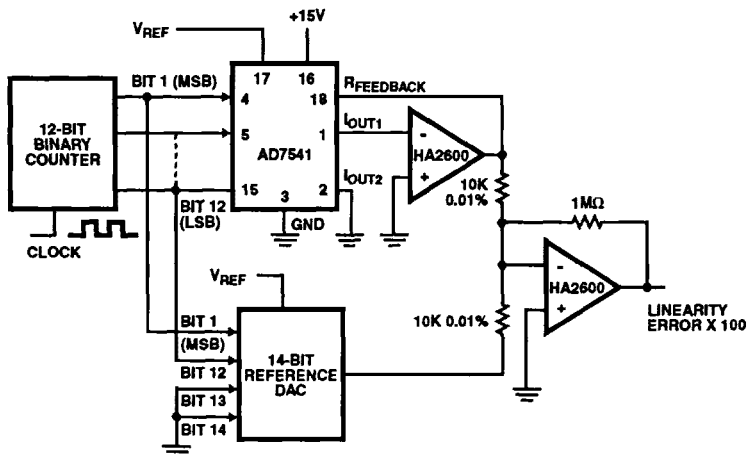 +15V
VREF
BIT 1 (MSB)
17
16
RFEEDBACK
4
18
12-BIT
BINARY
COUNTER
5
AD7541
1
IOUT1
-
HA2600
+
15
3
2
IOUT2
BIT 12
(LSB)
GND
CLOCK
10K
0.01%
1MΩ
-
HA2600
+
LINEARITY
ERROR X 100
VREF
10K 0.01%
BIT 1
(MSB)
BIT 12
BIT 13
BIT 14
14-BIT
REFERENCE
DAC